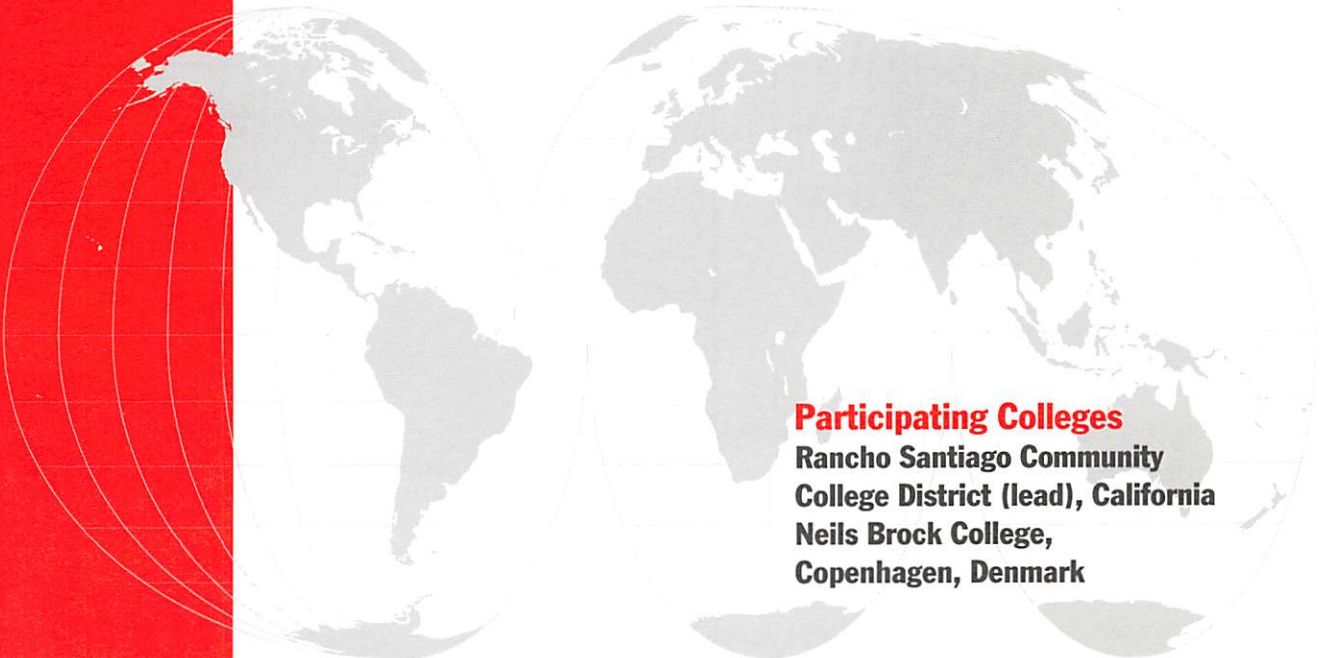 Participating Colleges
Rancho Santiago Community
College District (lead), California
Neils Brock College,
Copenhagen, Denmark